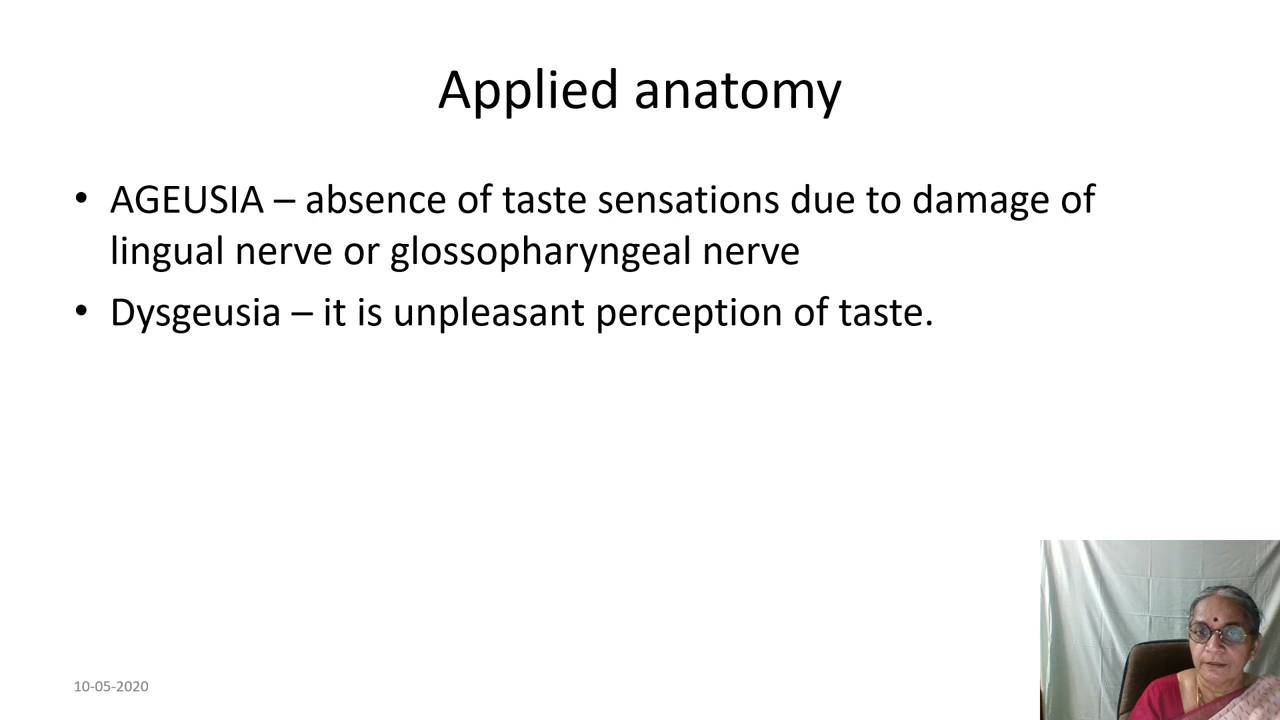 Applied anatomy
• AGEUSIA – absence of taste sensations due to damage of
lingual nerve or glossopharyngeal nerve
• Dysgeusia – it is unpleasant perception of taste.
10-05-2020